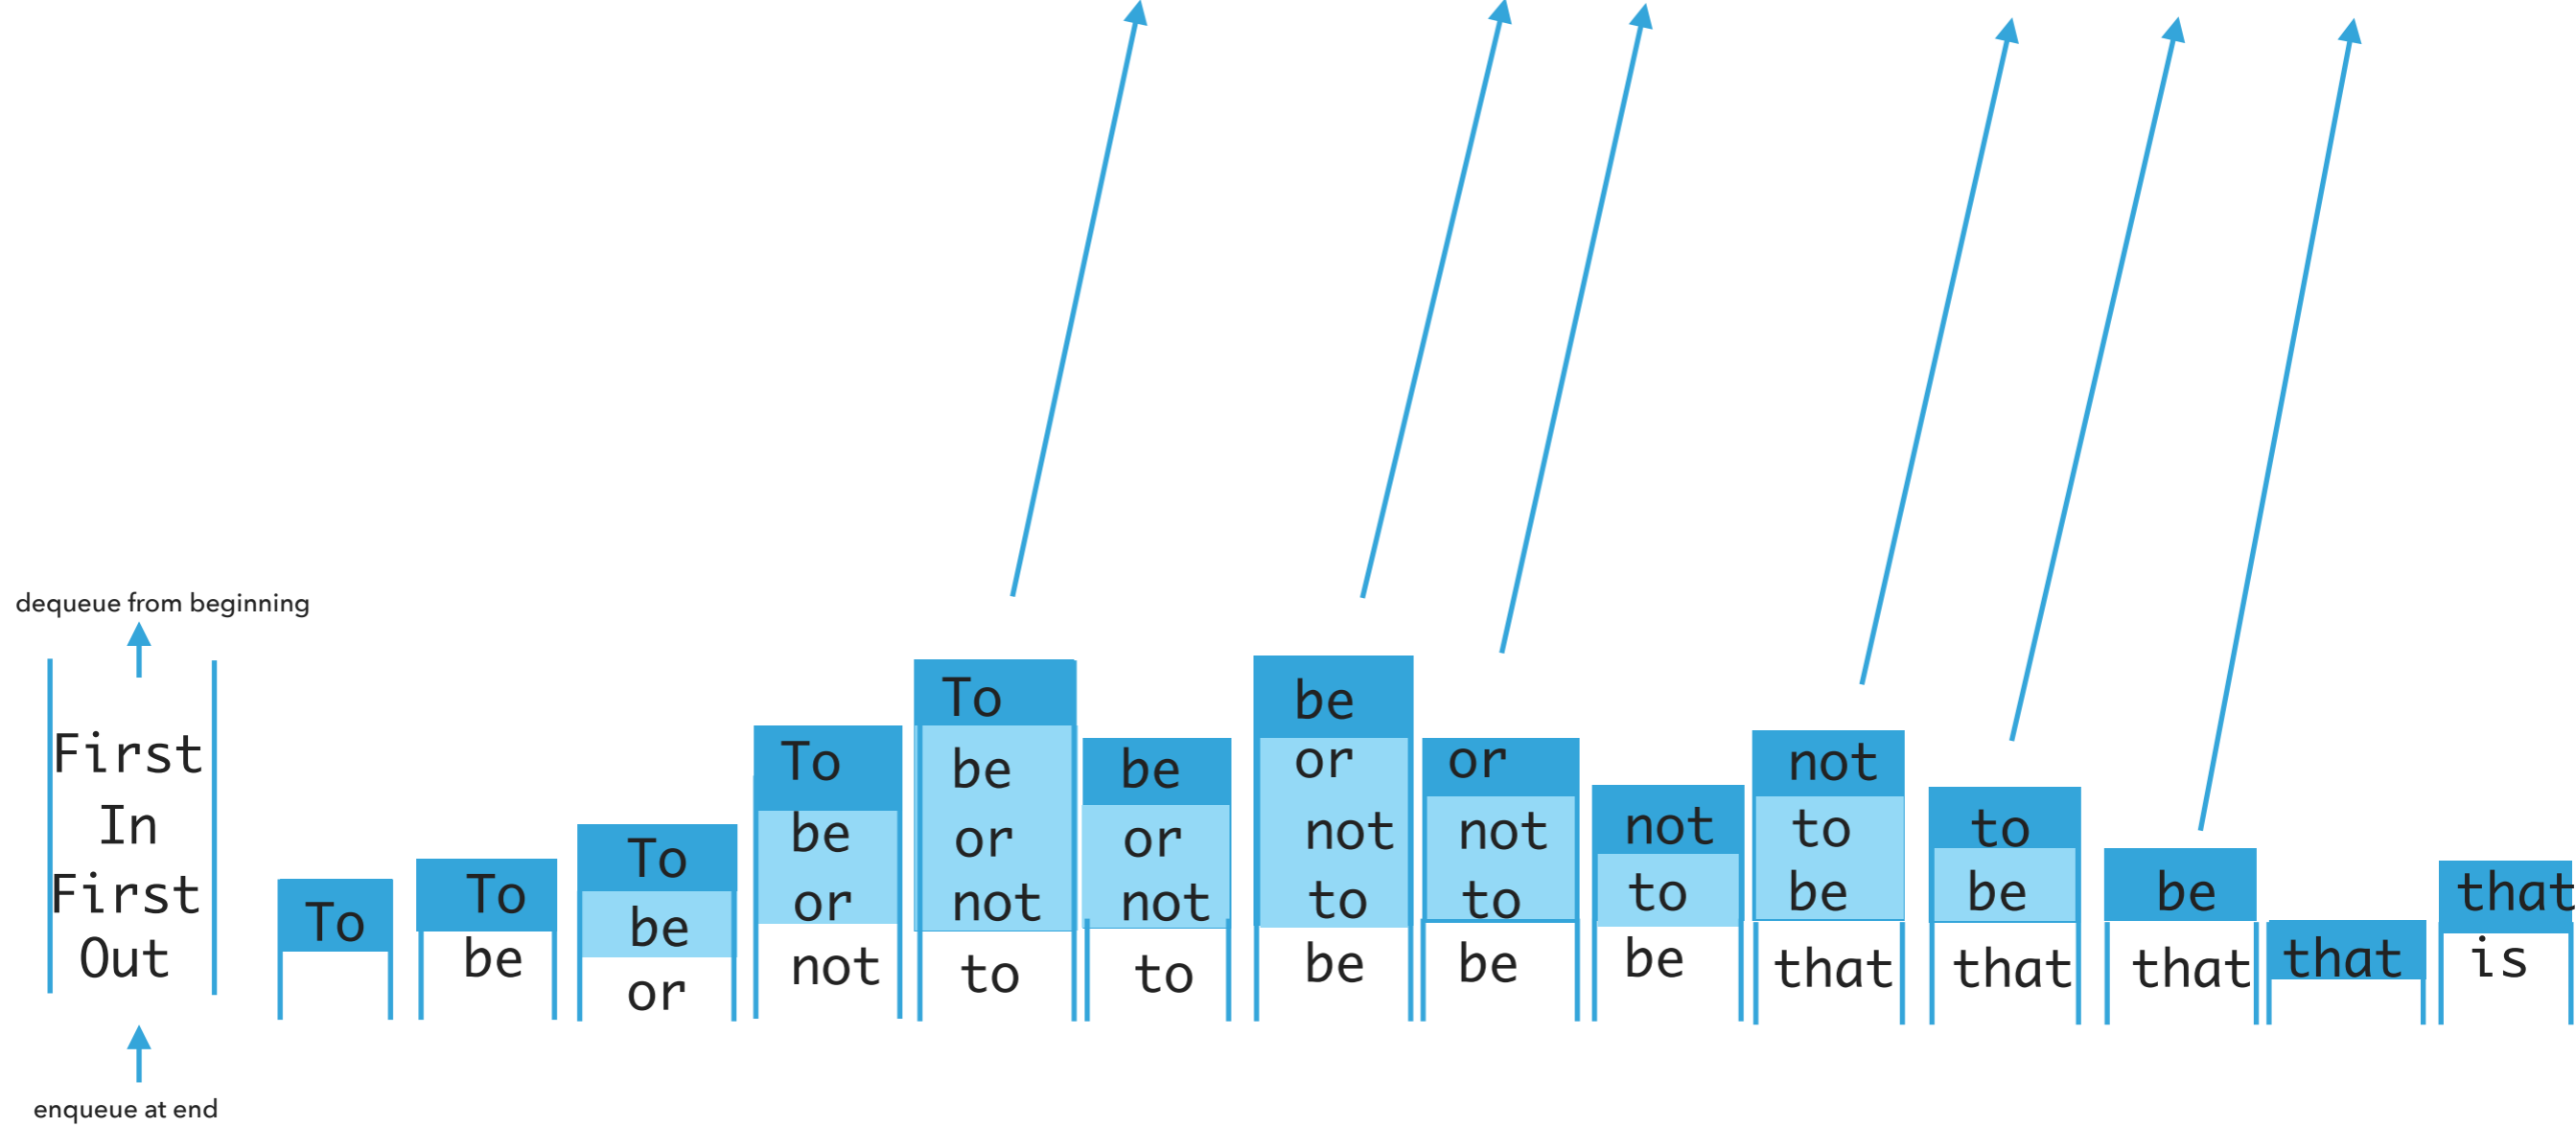 dequeue from beginning
First
In
First
Out
enqueue at end
To
To
be
To
be
or
To
be
or
not
To
be
or
not
to
be
or
not
to
be
or
not
to
be
or
not
to
be
not
to
be
not
to
be
that
to
be
that
be
that
that
that
is